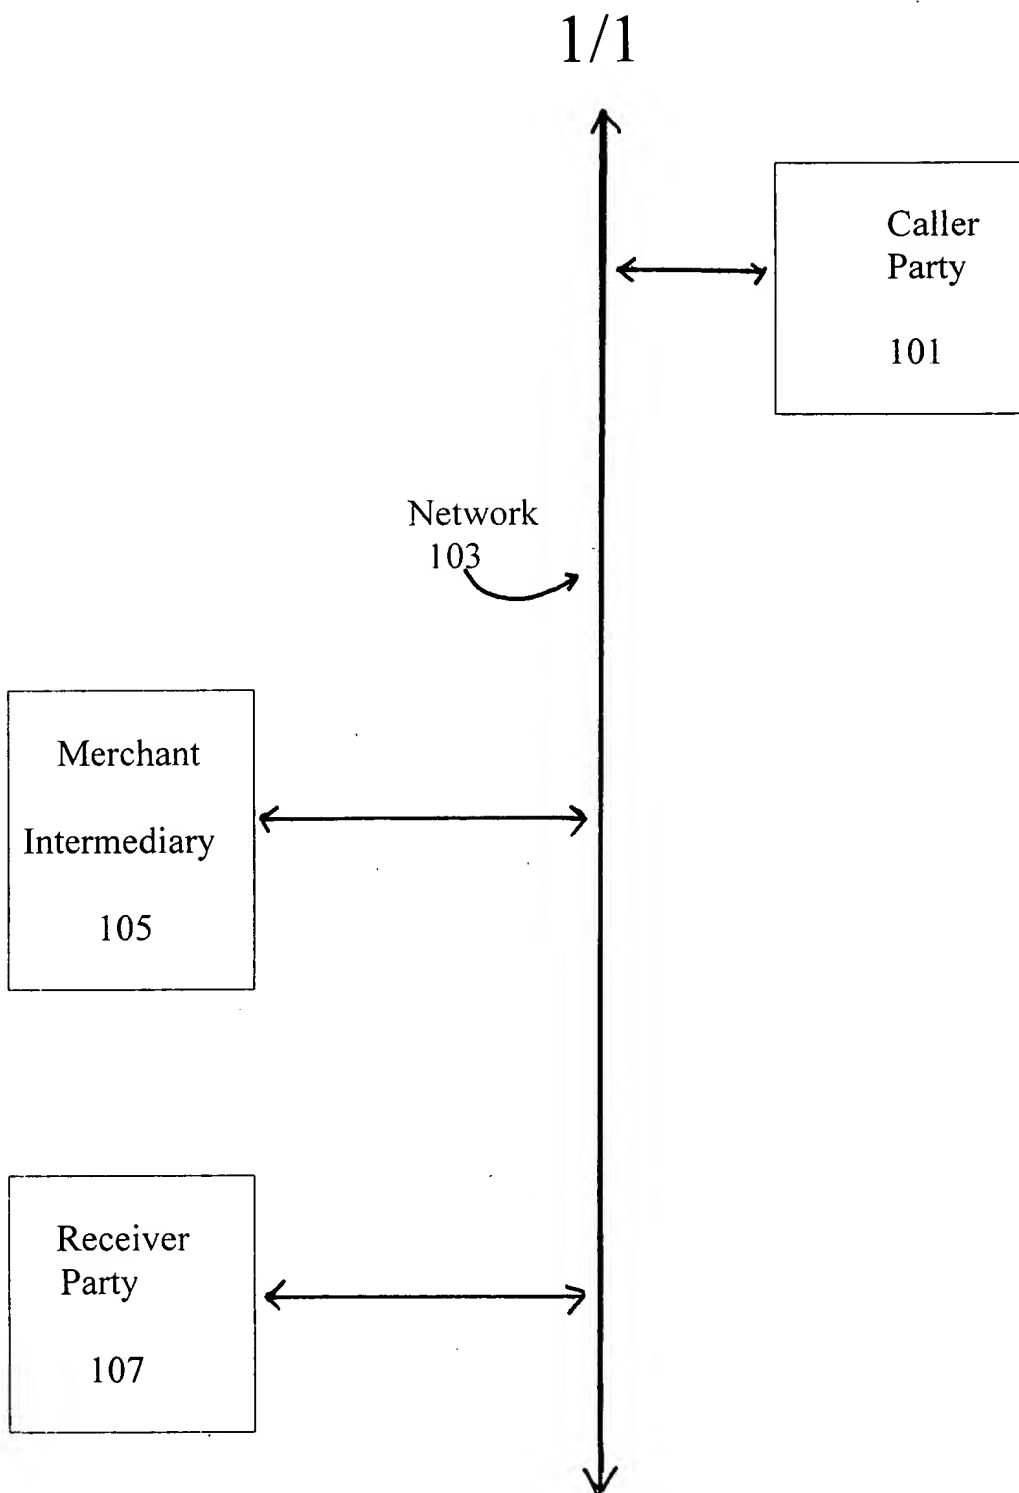 1/1
Caller
Party
101
Network
103
Merchant
Intermediary
105
Receiver
Party
107